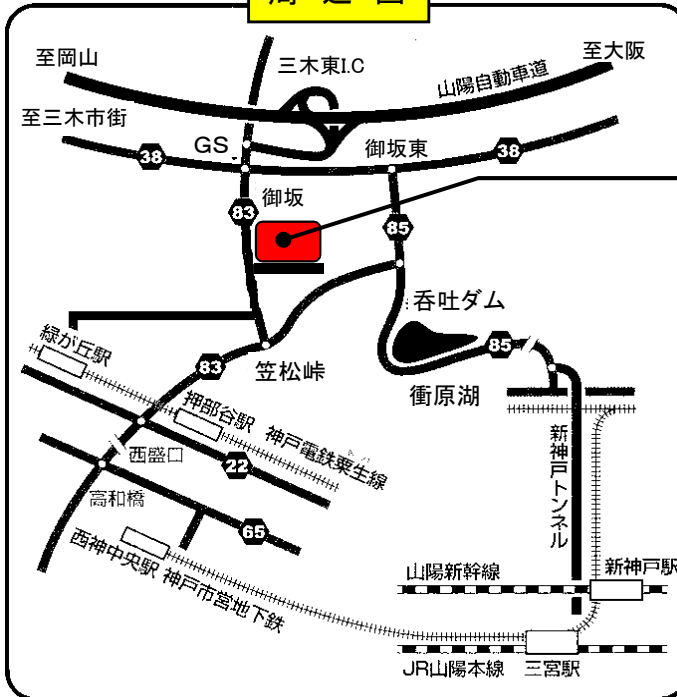 周辺図
至岡山
三木東I.C
至大阪
山陽自動車道
至三木市街
GS
御坂東
38
38
御坂
83
85
呑吐ダム
緑が丘駅
83
笠松峠
85
衝原湖
押部谷駅
神戸電鉄粟生線
西盛口
22
新神戸トンネル
高和橋
65
西神中央駅
神戸市営地下鉄
山陽新幹線
新神戸駅
JR山陽本線
三宮駅